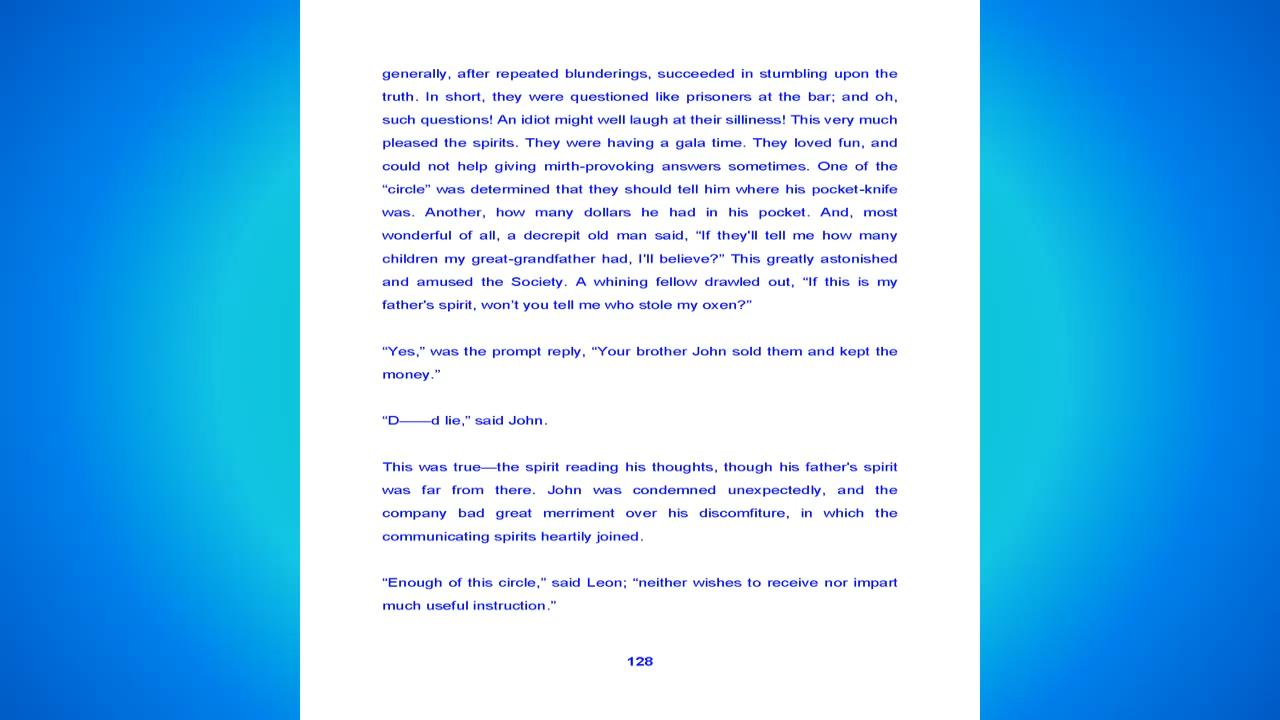 generally, after repeated blunderings, succeeded in stumbling upon the
truth. In short, they were questioned like prisoners at the bar; and oh,
such questions! An idiot might well laugh at their silliness! This very much
pleased the spirits. They were having a gala time. They loved fun, and
could not help giving mirth-provoking answers sometimes. One of the
“circle” was determined that they should tell him where his pocket-knife
was. Another, how many dollars he had in his pocket. And, most
wonderful of all, a decrepit old man said, “If they'll tell me how many
children my great-grandfather had, I'll believe?” This greatly astonished
and amused the Society. A whining fellow drawled out, “If this is my
father's spirit, won’t you tell me who stole my oxen?”
“Yes,” was the prompt reply, “Your brother John sold them and kept the
money.”
“D——d lie,” said John.
This was true—the spirit reading his thoughts, though his father's spirit
was far from there. John was condemned unexpectedly, and the
company bad great merriment over his discomfiture, in which the
communicating spirits heartily joined.
“Enough of this circle,” said Leon; “neither wishes to receive nor impart
much useful instruction.”
128